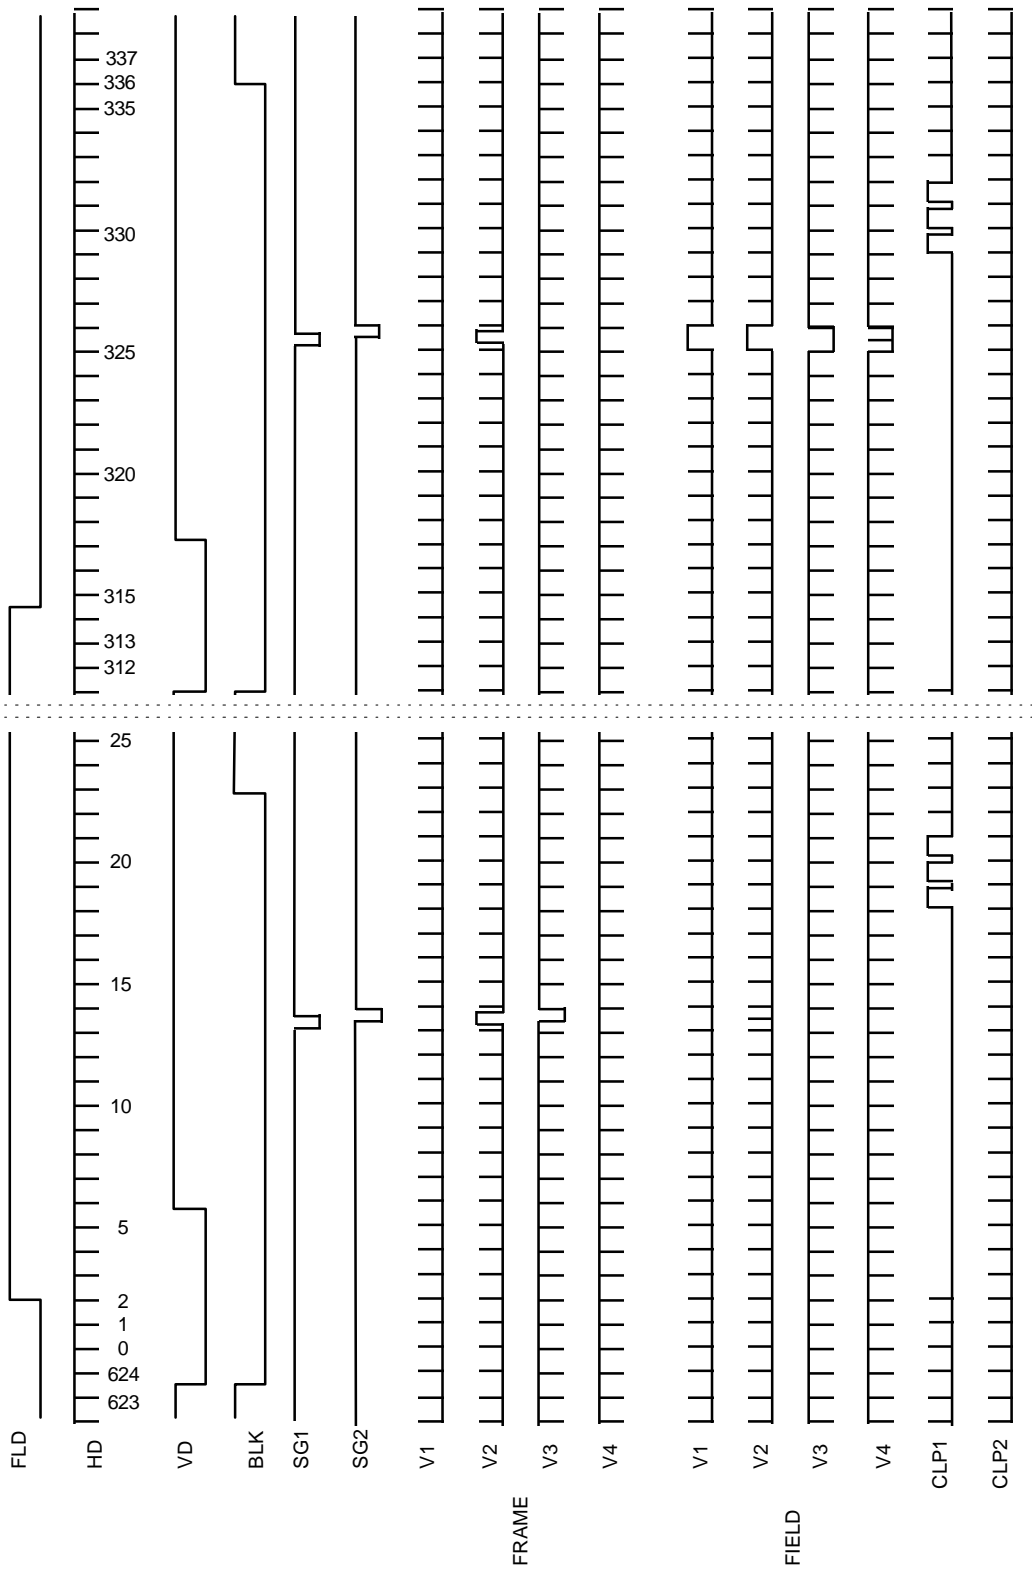 FLD
HD
623
624
0
1
2
5
10
15
20
25
312
313
315
320
325
330
335
336
337
VD
BLK
SG1
SG2
FRAME
V1
V2
V3
V4
FIELD
V1
V2
V3
V4
CLP1
CLP2